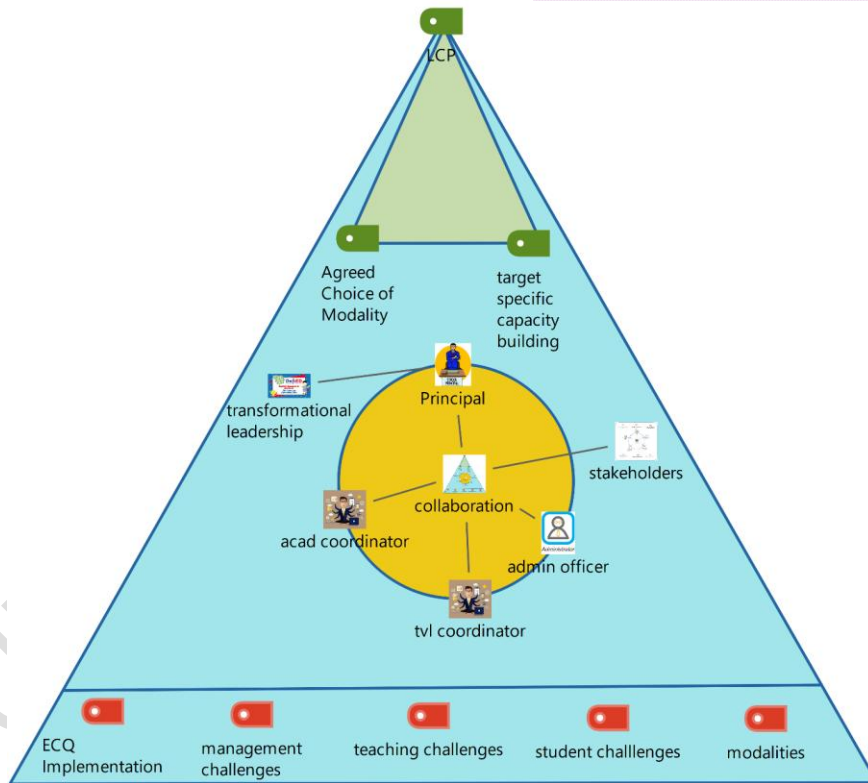 LCP
Agreed
Choice of
Modality
target
specific
capacity
building
Principal
transformational
leadership
stakeholders
collaboration
acad coordinator
Administrator
admin officer
tvl coordinator
ECQ
Implementation
management
challenges
teaching challenges
student challlenges
modalities